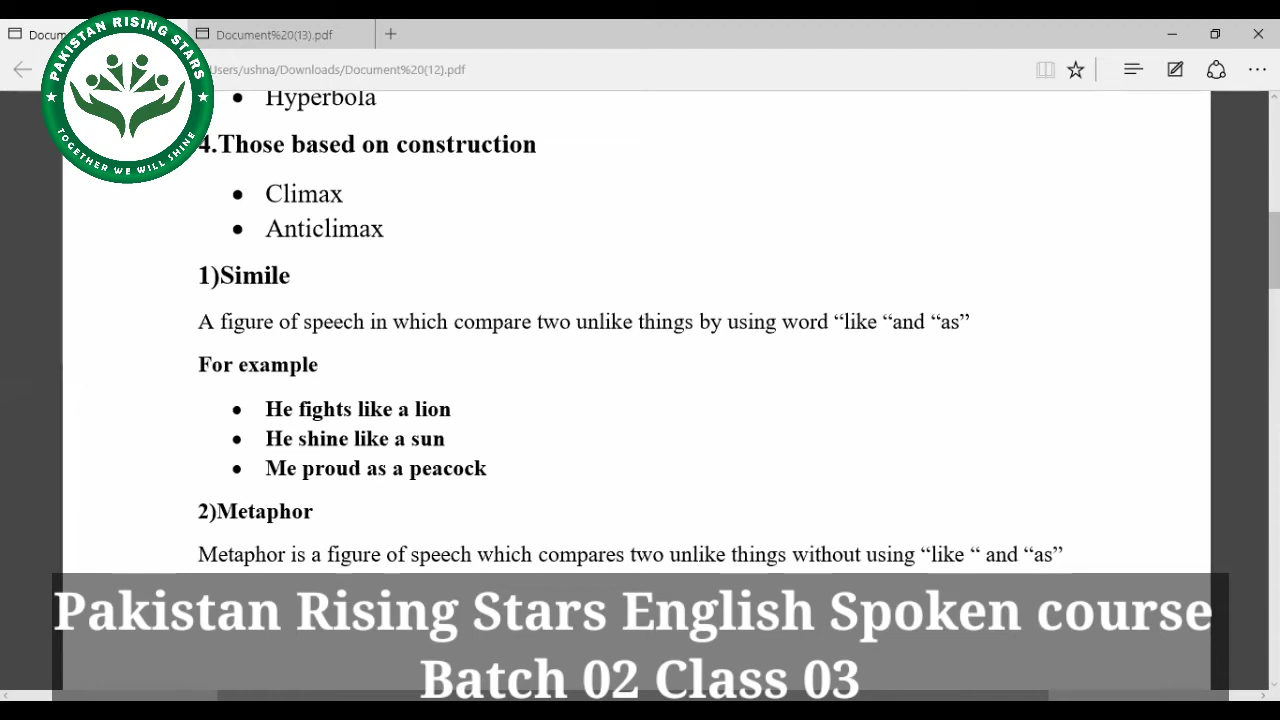 Docum
Document%20(13).pdf
Users/ushna/Downloads/Document%20(12).pdf
PAKISTAN RISING STARS
TOGETHER WE WILL SHINE
• Hyperbola
4.Those based on construction
• Climax
• Anticlimax
1)Simile
A figure of speech in which compare two unlike things by using word “like “and “as”
For example
• He fights like a lion
• He shine like a sun
• Me proud as a peacock
2)Metaphor
Metaphor is a figure of speech which compares two unlike things without using “like “ and “as”
Pakistan Rising Stars English Spoken course
Batch 02 Class 03